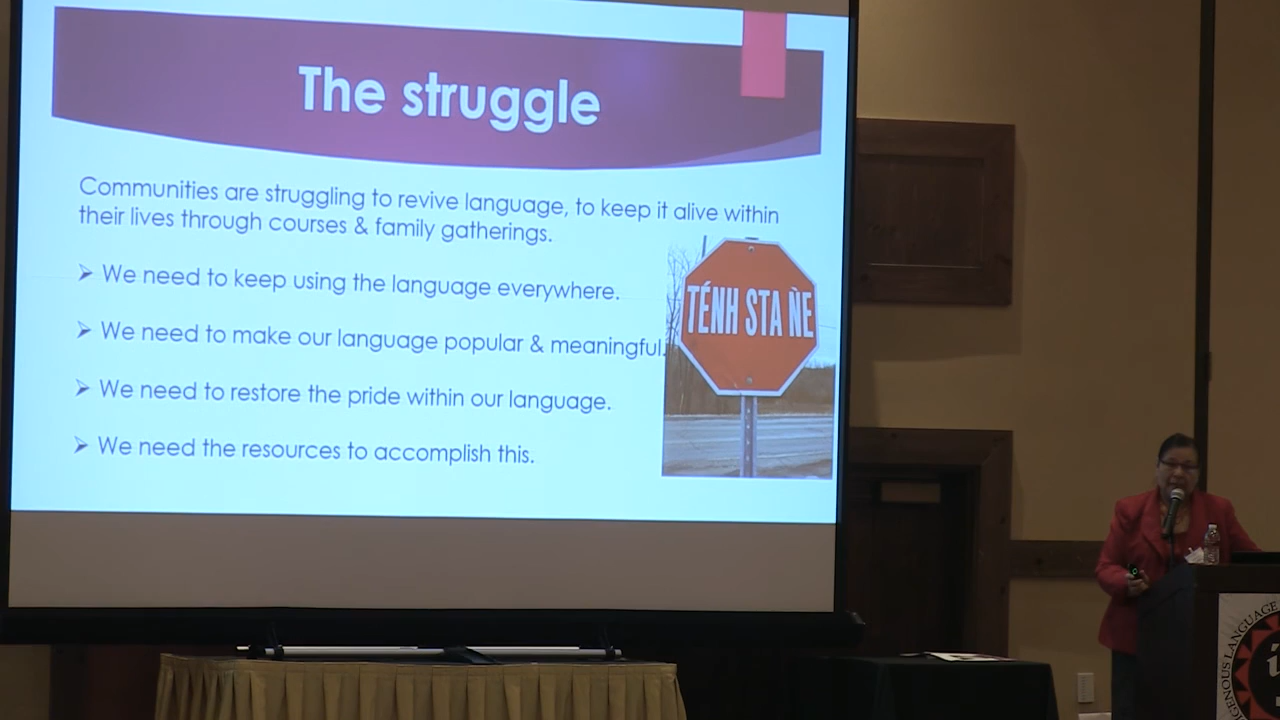 The struggle
Communities are struggling to revive language, to keep it alive within
their lives through courses & family gatherings.
➢ We need to keep using the language everywhere.
➢ We need to make our language popular & meaningful.
➢ We need to restore the pride within our language.
➢ We need the resources to accomplish this.
TÉNH STA ÑE
LANGUAGE